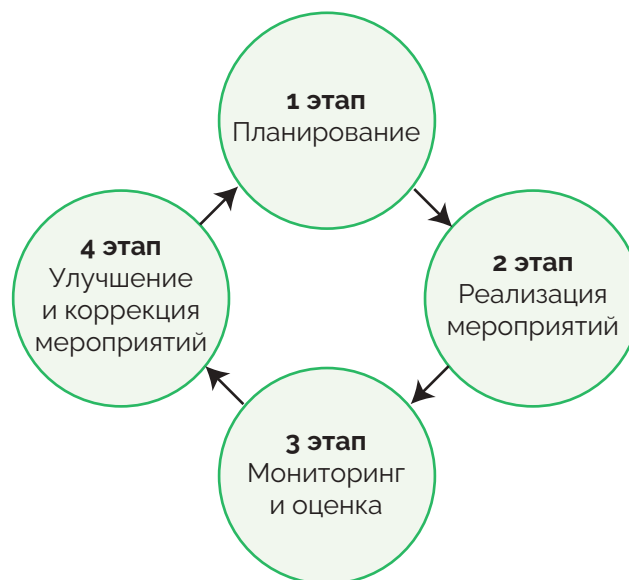 1 этап
Планирование
2 этап
Реализация
мероприятий
3 этап
Мониторинг
и оценка
4 этап
Улучшение
и коррекция
мероприятий